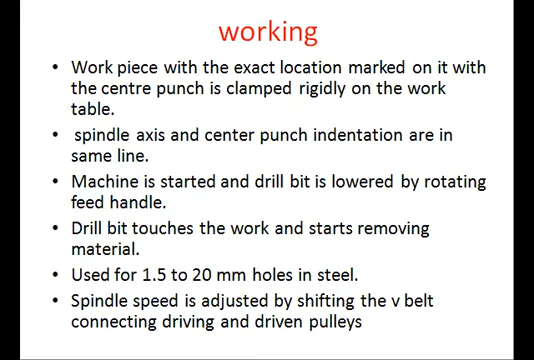 working
• Work piece with the exact location marked on it with
the centre punch is clamped rigidly on the work
table.
• spindle axis and center punch indentation are in
same line.
• Machine is started and drill bit is lowered by rotating
feed handle.
• Drill bit touches the work and starts removing
material.
• Used for 1.5 to 20 mm holes in steel.
• Spindle speed is adjusted by shifting the v belt
connecting driving and driven pulleys